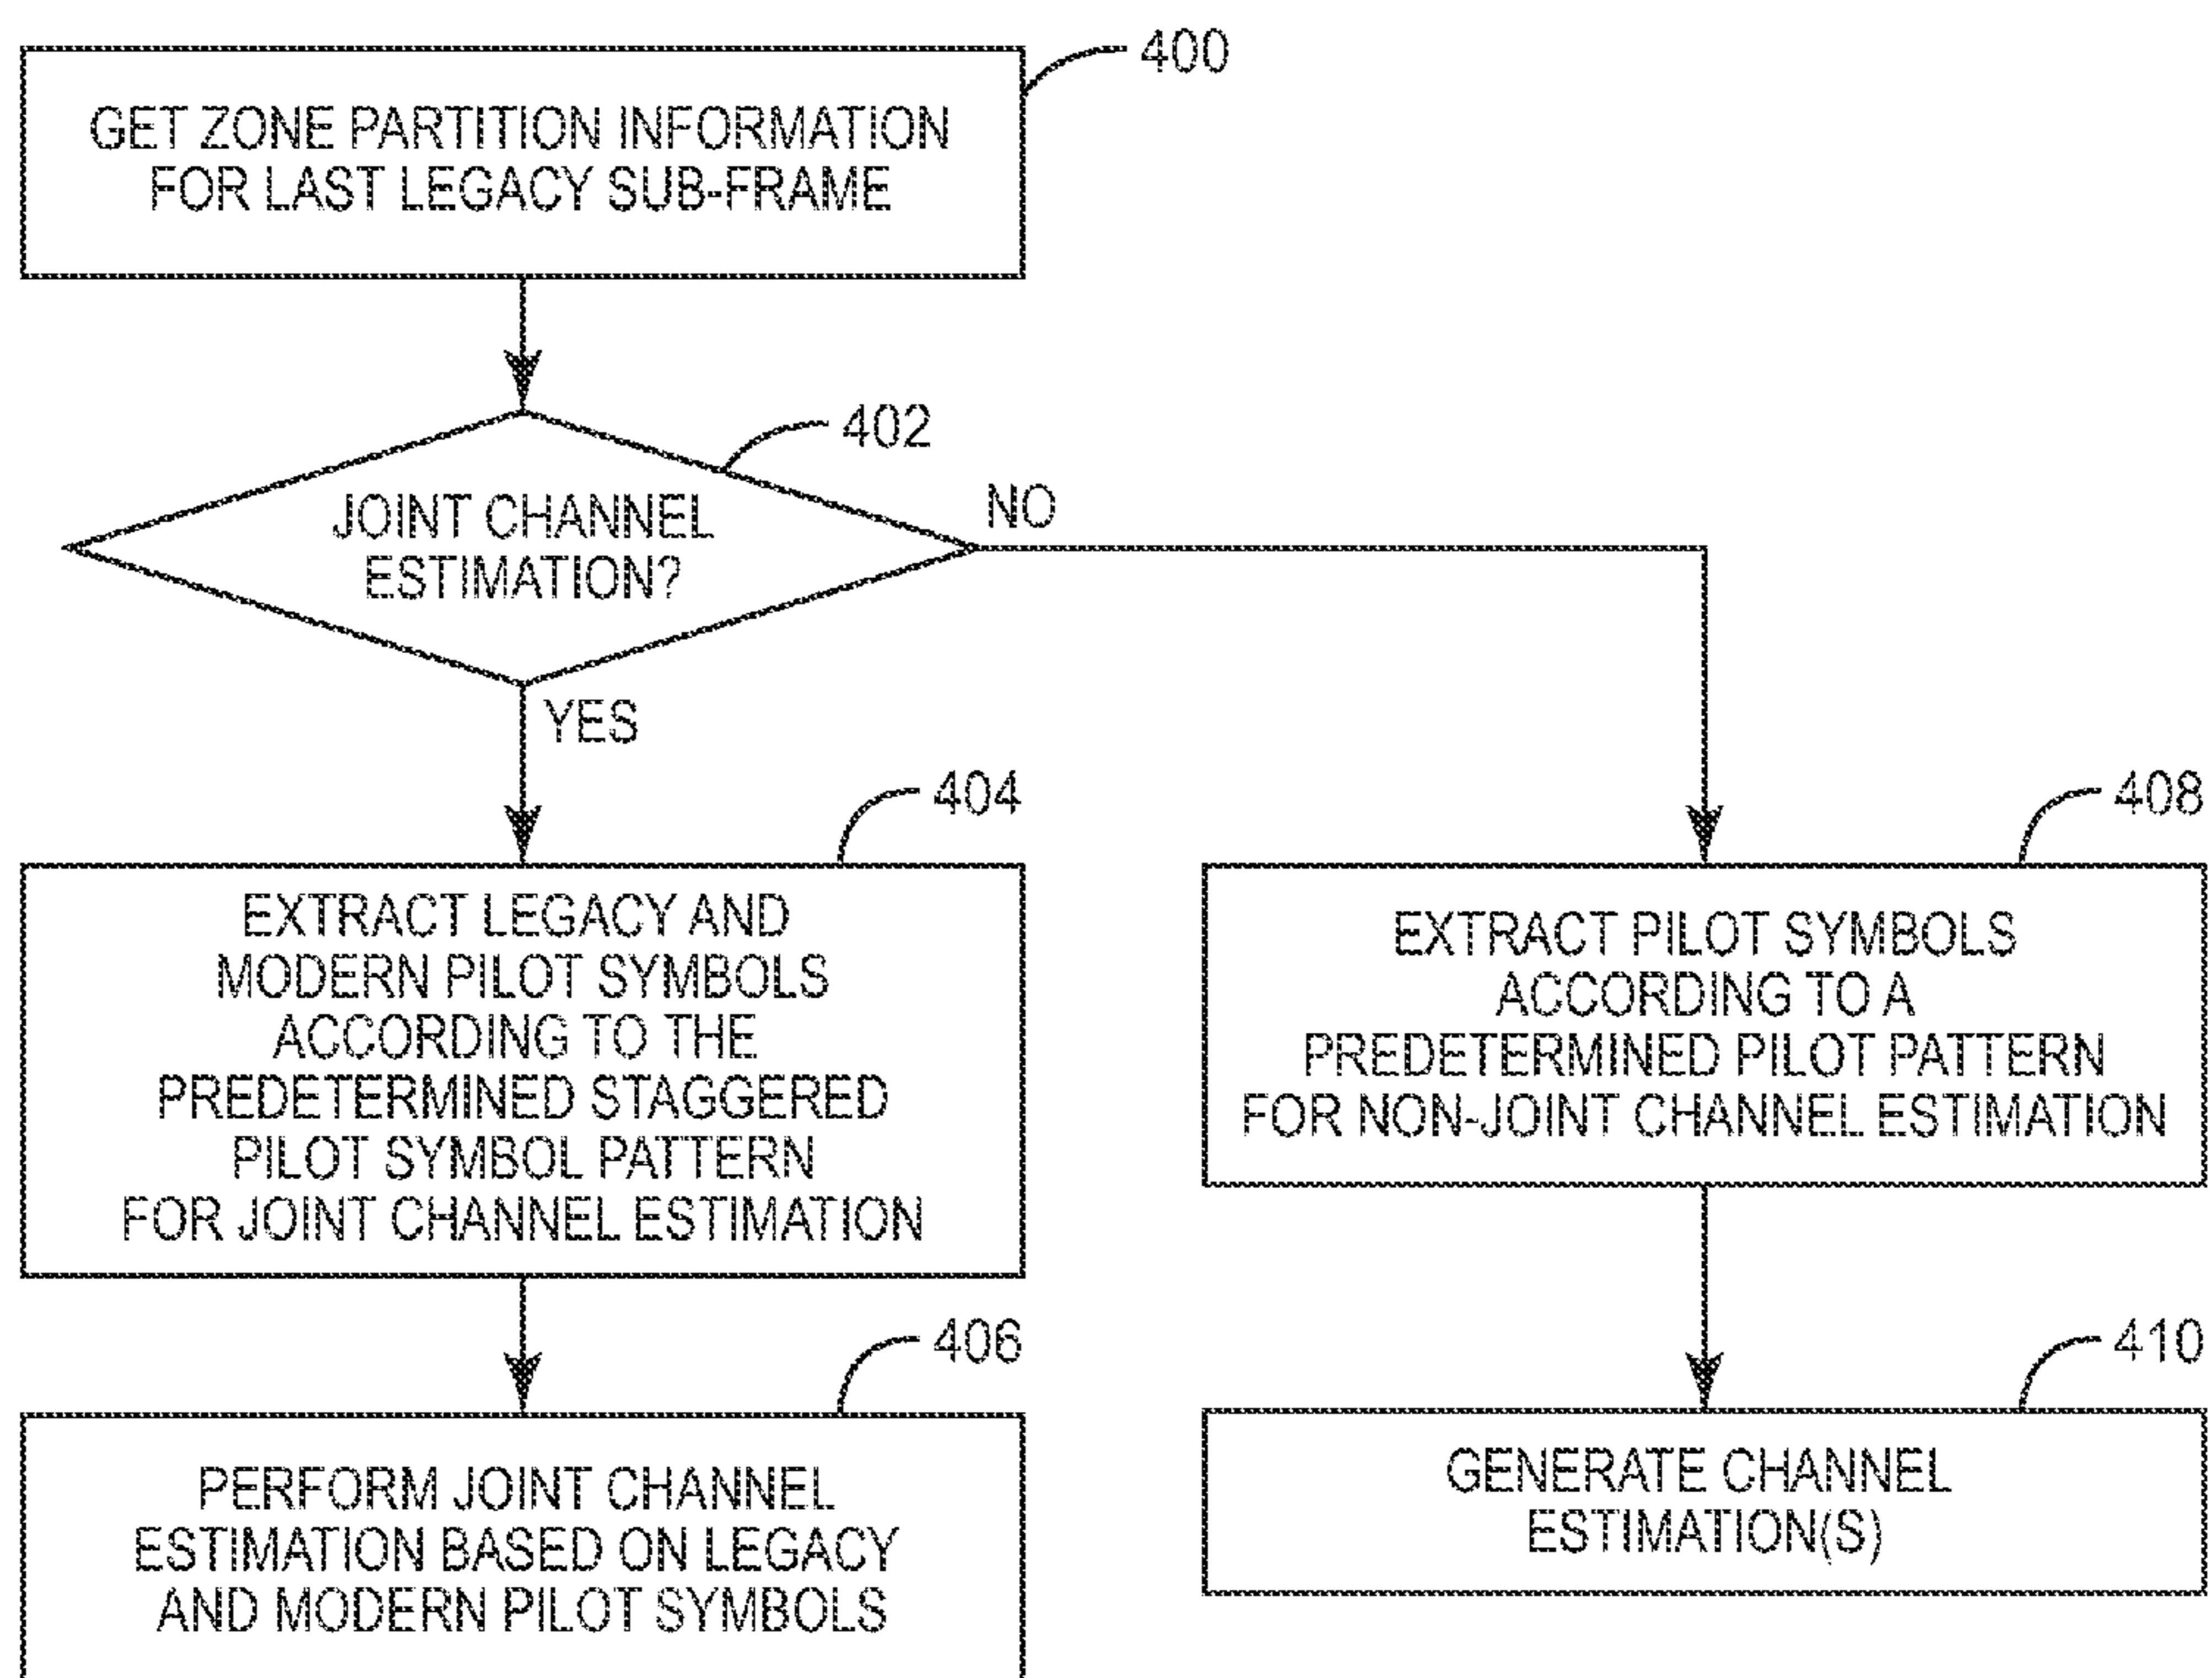 400
GET ZONE PARTITION INFORMATION
FOR LAST LEGACY SUB-FRAME
402
JOINT CHANNEL
ESTIMATION?
NO
YES
404
EXTRACT LEGACY AND
MODERN PILOT SYMBOLS
ACCORDING TO THE
PREDETERMINED STAGGERED
PILOT SYMBOL PATTERN
FOR JOINT CHANNEL ESTIMATION
408
EXTRACT PILOT SYMBOLS
ACCORDING TO A
PREDETERMINED PILOT PATTERN
FOR NON-JOINT CHANNEL ESTIMATION
406
PERFORM JOINT CHANNEL
ESTIMATION BASED ON LEGACY
AND MODERN PILOT SYMBOLS
410
GENERATE CHANNEL
ESTIMATION(S)